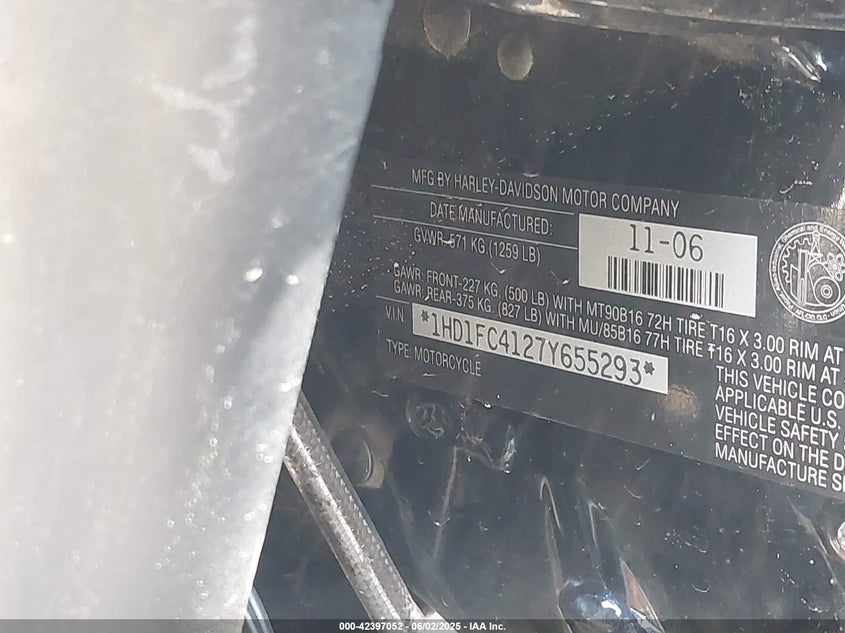 MFG BY HARLEY-DAVIDSON MOTOR COMPANY
DATE MANUFACTURED:
11-06
GVWR- 571 KG.(1259 LB)
GAWR: FRONT-227 KG. (500 LB) WITH MT90B16 72H TIRE T16 X 3.00 RIM AT
GAWR: REAR-375 KG. (827 LB) WITH MU/85B16 77H TIRE T16 X 3.00 RIM AT
V.I.N *1HD1FC4127Y655293*
TYPE: MOTORCYCLE
THIS VEHICLE CO
APPLICABLE U.S.
VEHICLE SAFETY
EFFECT ON THE D
MANUFACTURE S
000-42397052 - 06/02/2025 - IAA Inc.